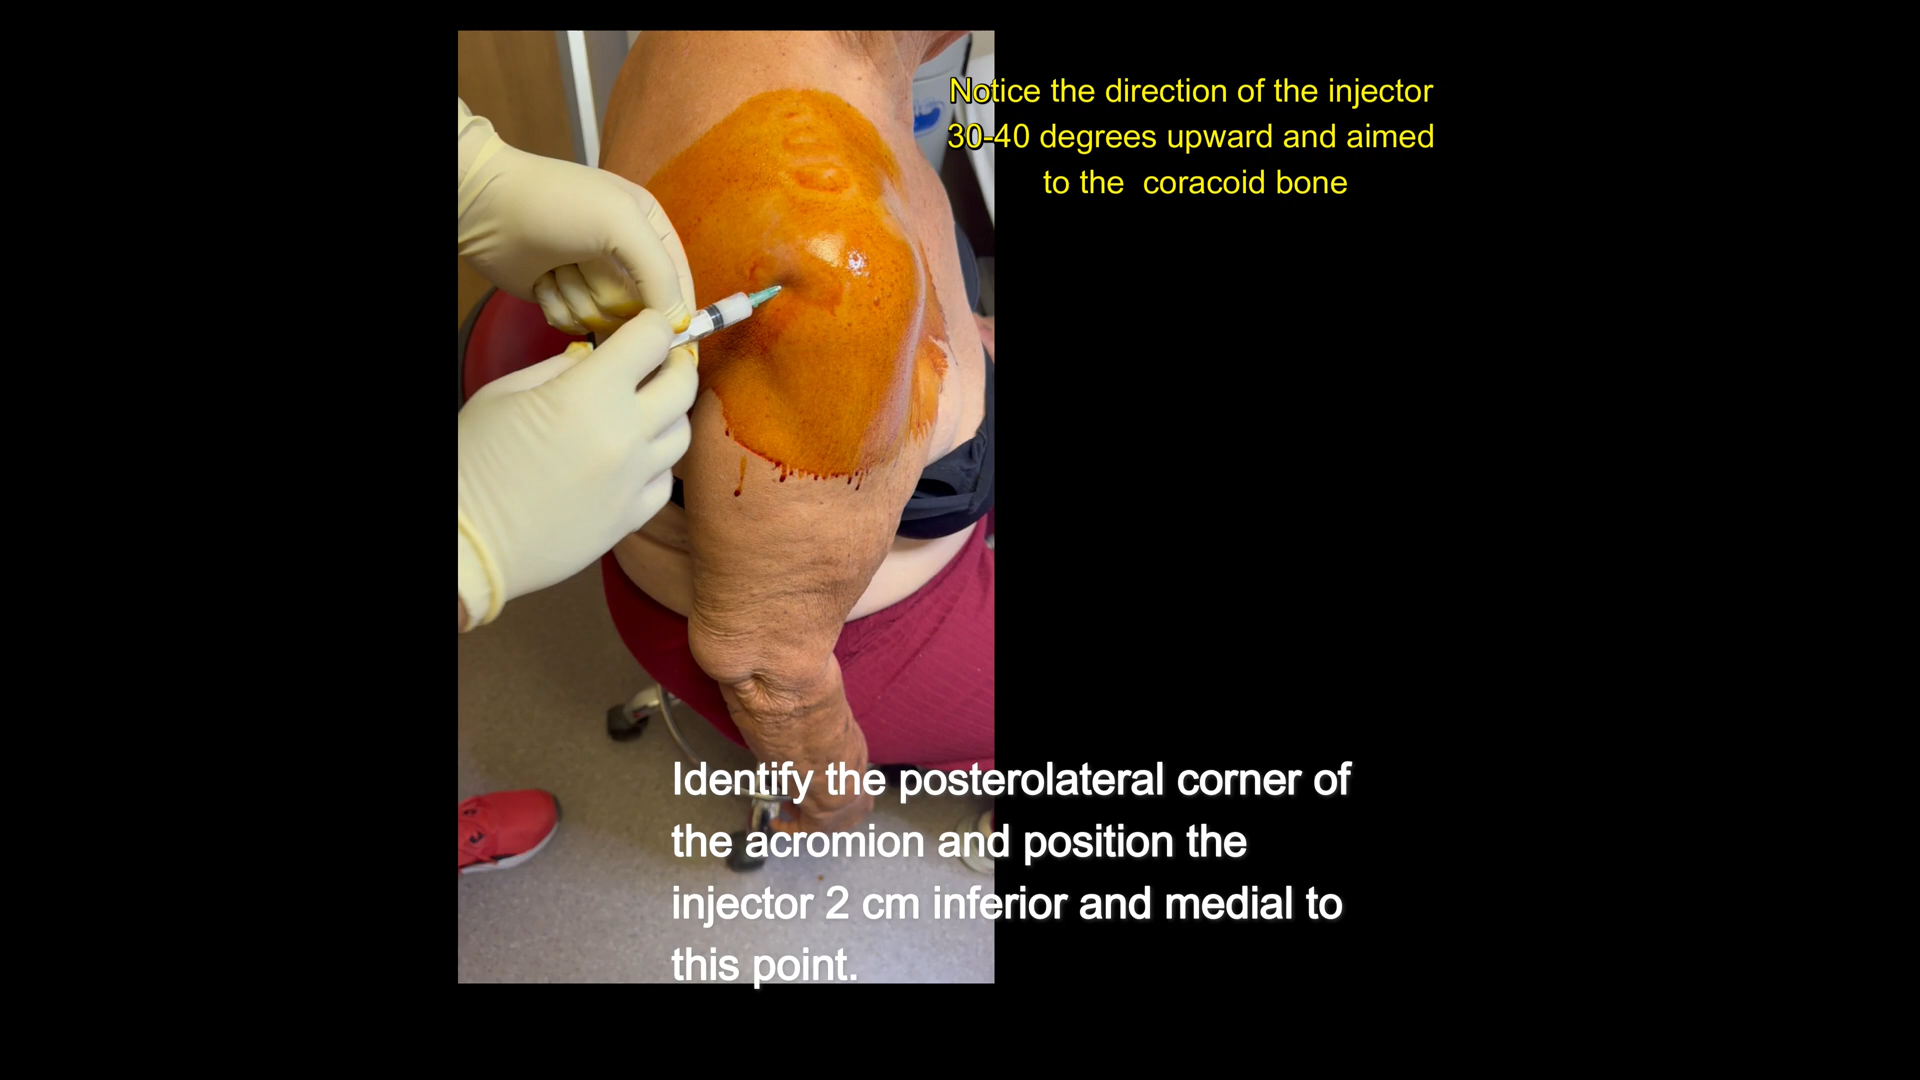 Notice the direction of the injector
30-40 degrees upward and aimed
to the  coracoid bone
Identify the posterolateral corner of
the acromion and position the
injector 2 cm inferior and medial to
this point.